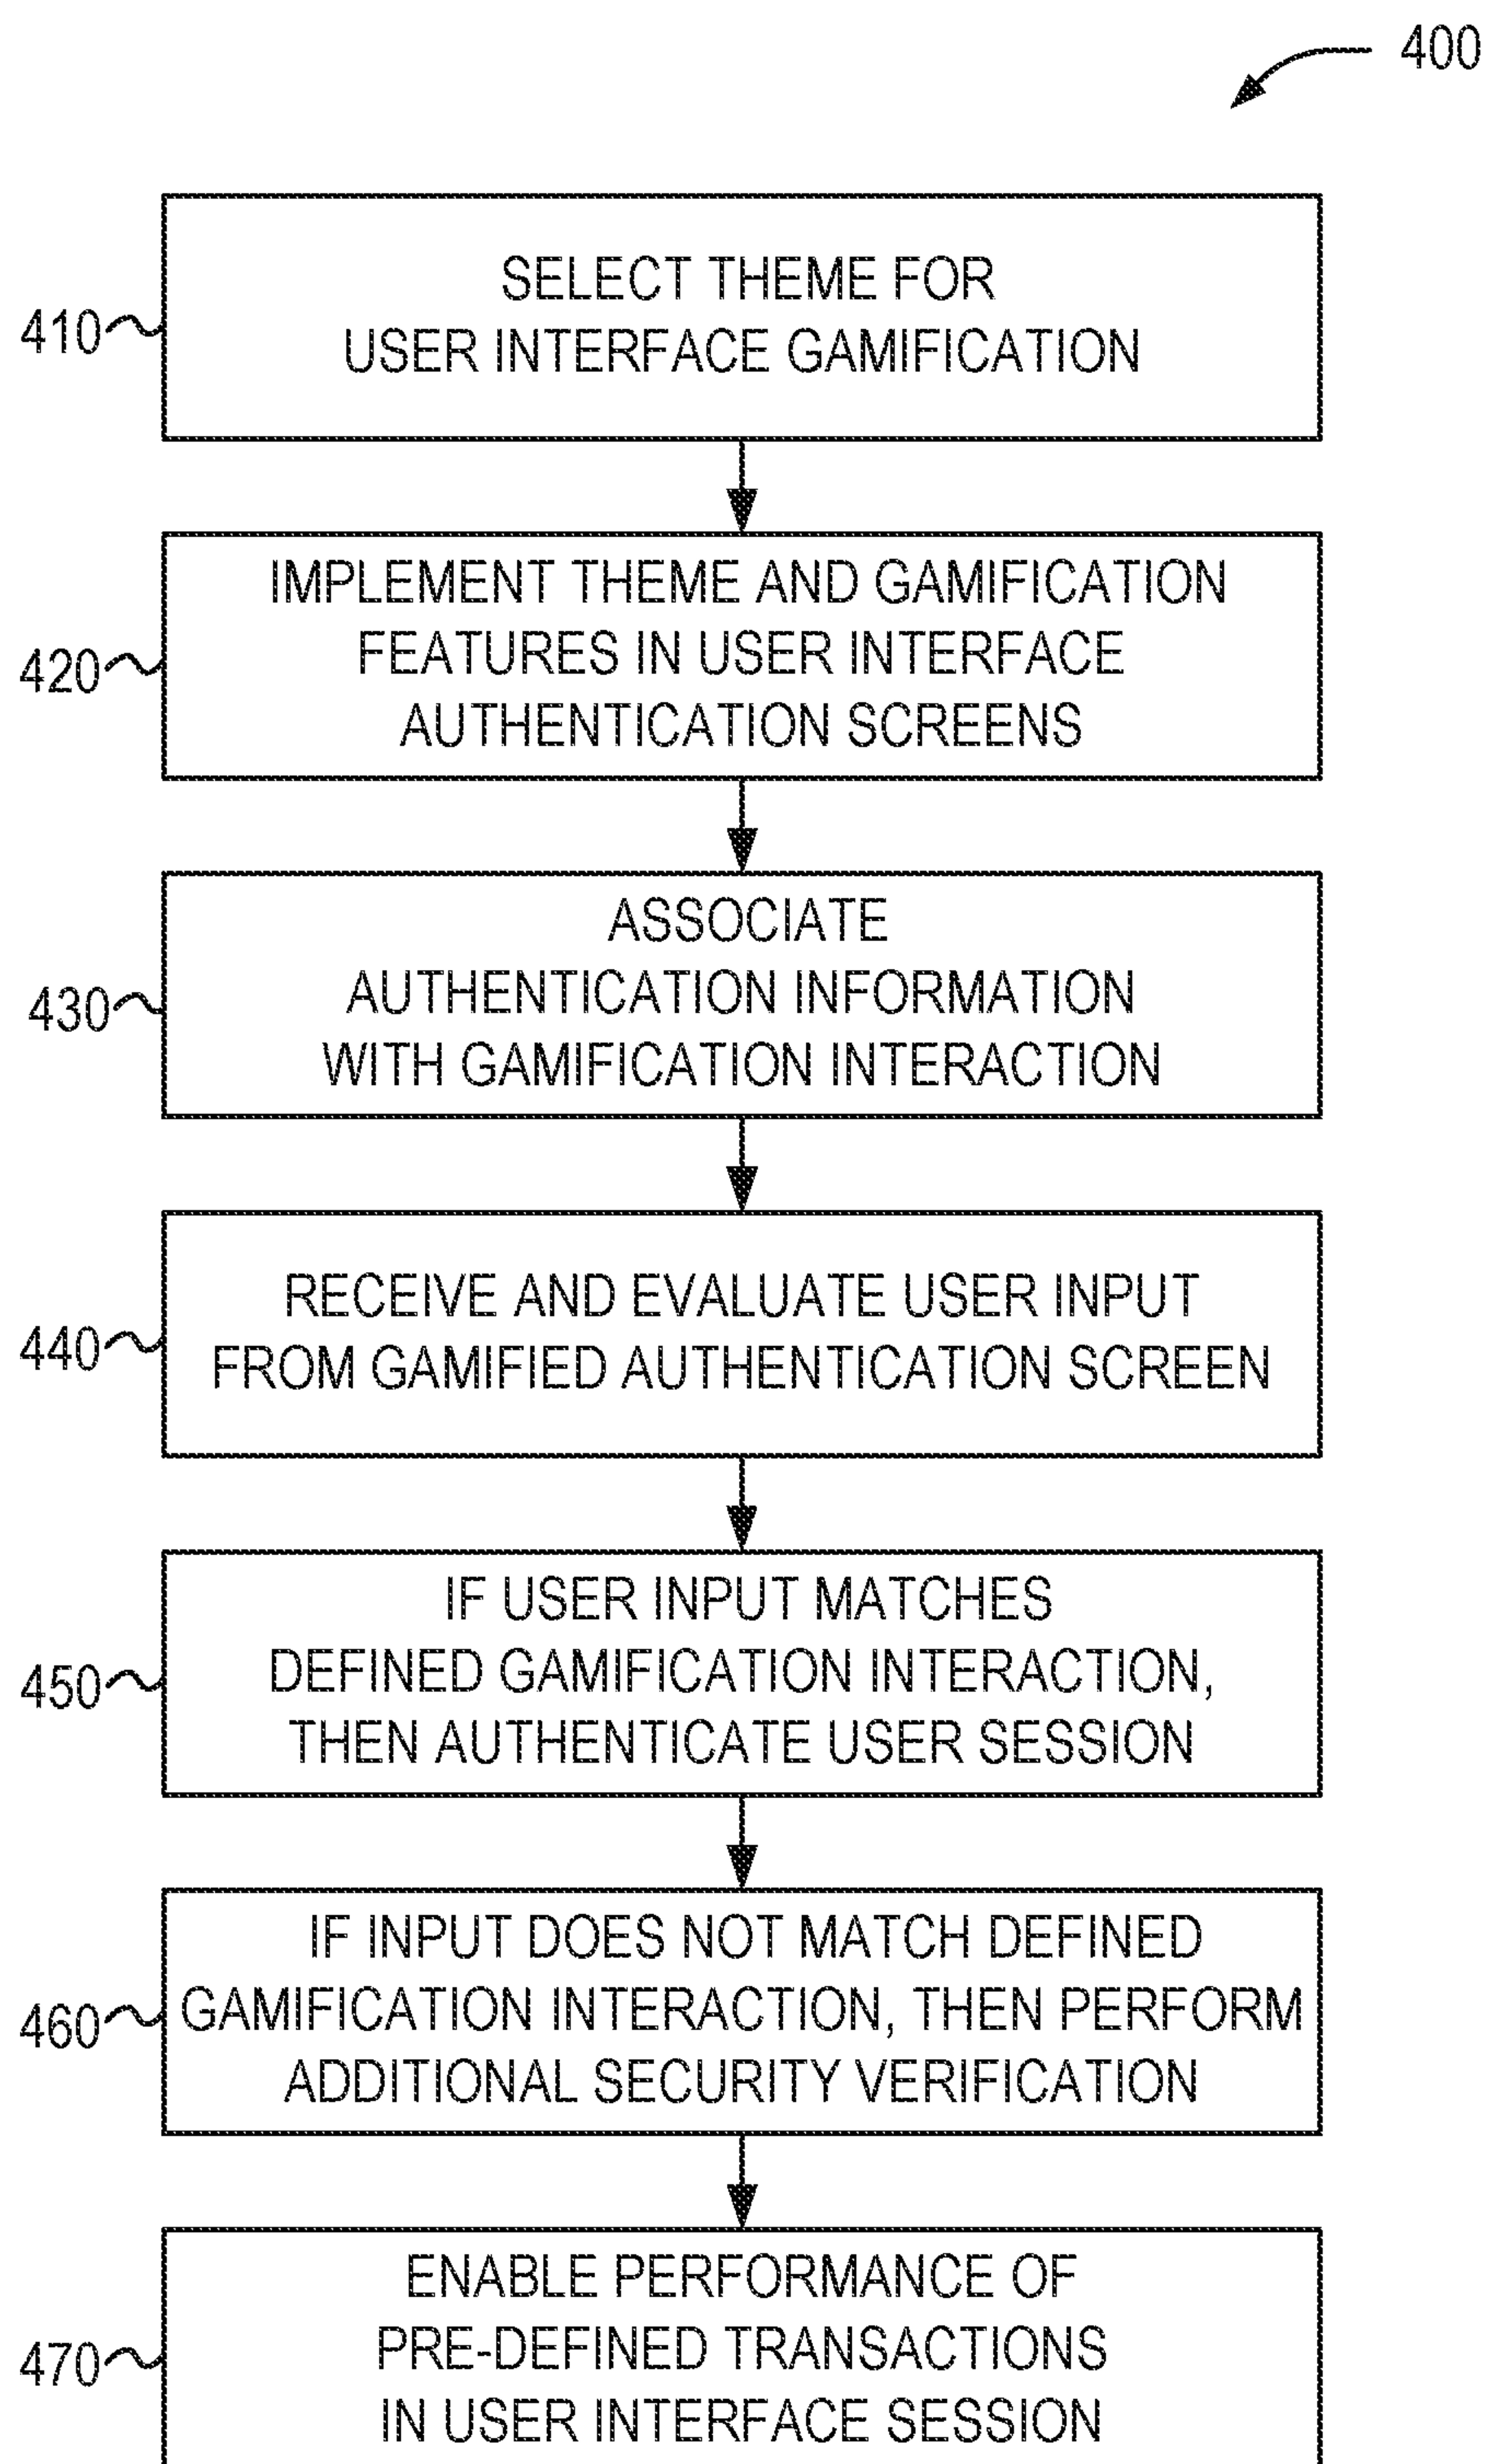 400
410
SELECT THEME FOR
USER INTERFACE GAMIFICATION
420
IMPLEMENT THEME AND GAMIFICATION
FEATURES IN USER INTERFACE
AUTHENTICATION SCREENS
430
ASSOCIATE
AUTHENTICATION INFORMATION
WITH GAMIFICATION INTERACTION
440
RECEIVE AND EVALUATE USER INPUT
FROM GAMIFIED AUTHENTICATION SCREEN
450
IF USER INPUT MATCHES
DEFINED GAMIFICATION INTERACTION,
THEN AUTHENTICATE USER SESSION
460
IF INPUT DOES NOT MATCH DEFINED
GAMIFICATION INTERACTION, THEN PERFORM
ADDITIONAL SECURITY VERIFICATION
470
ENABLE PERFORMANCE OF
PRE-DEFINED TRANSACTIONS
IN USER INTERFACE SESSION